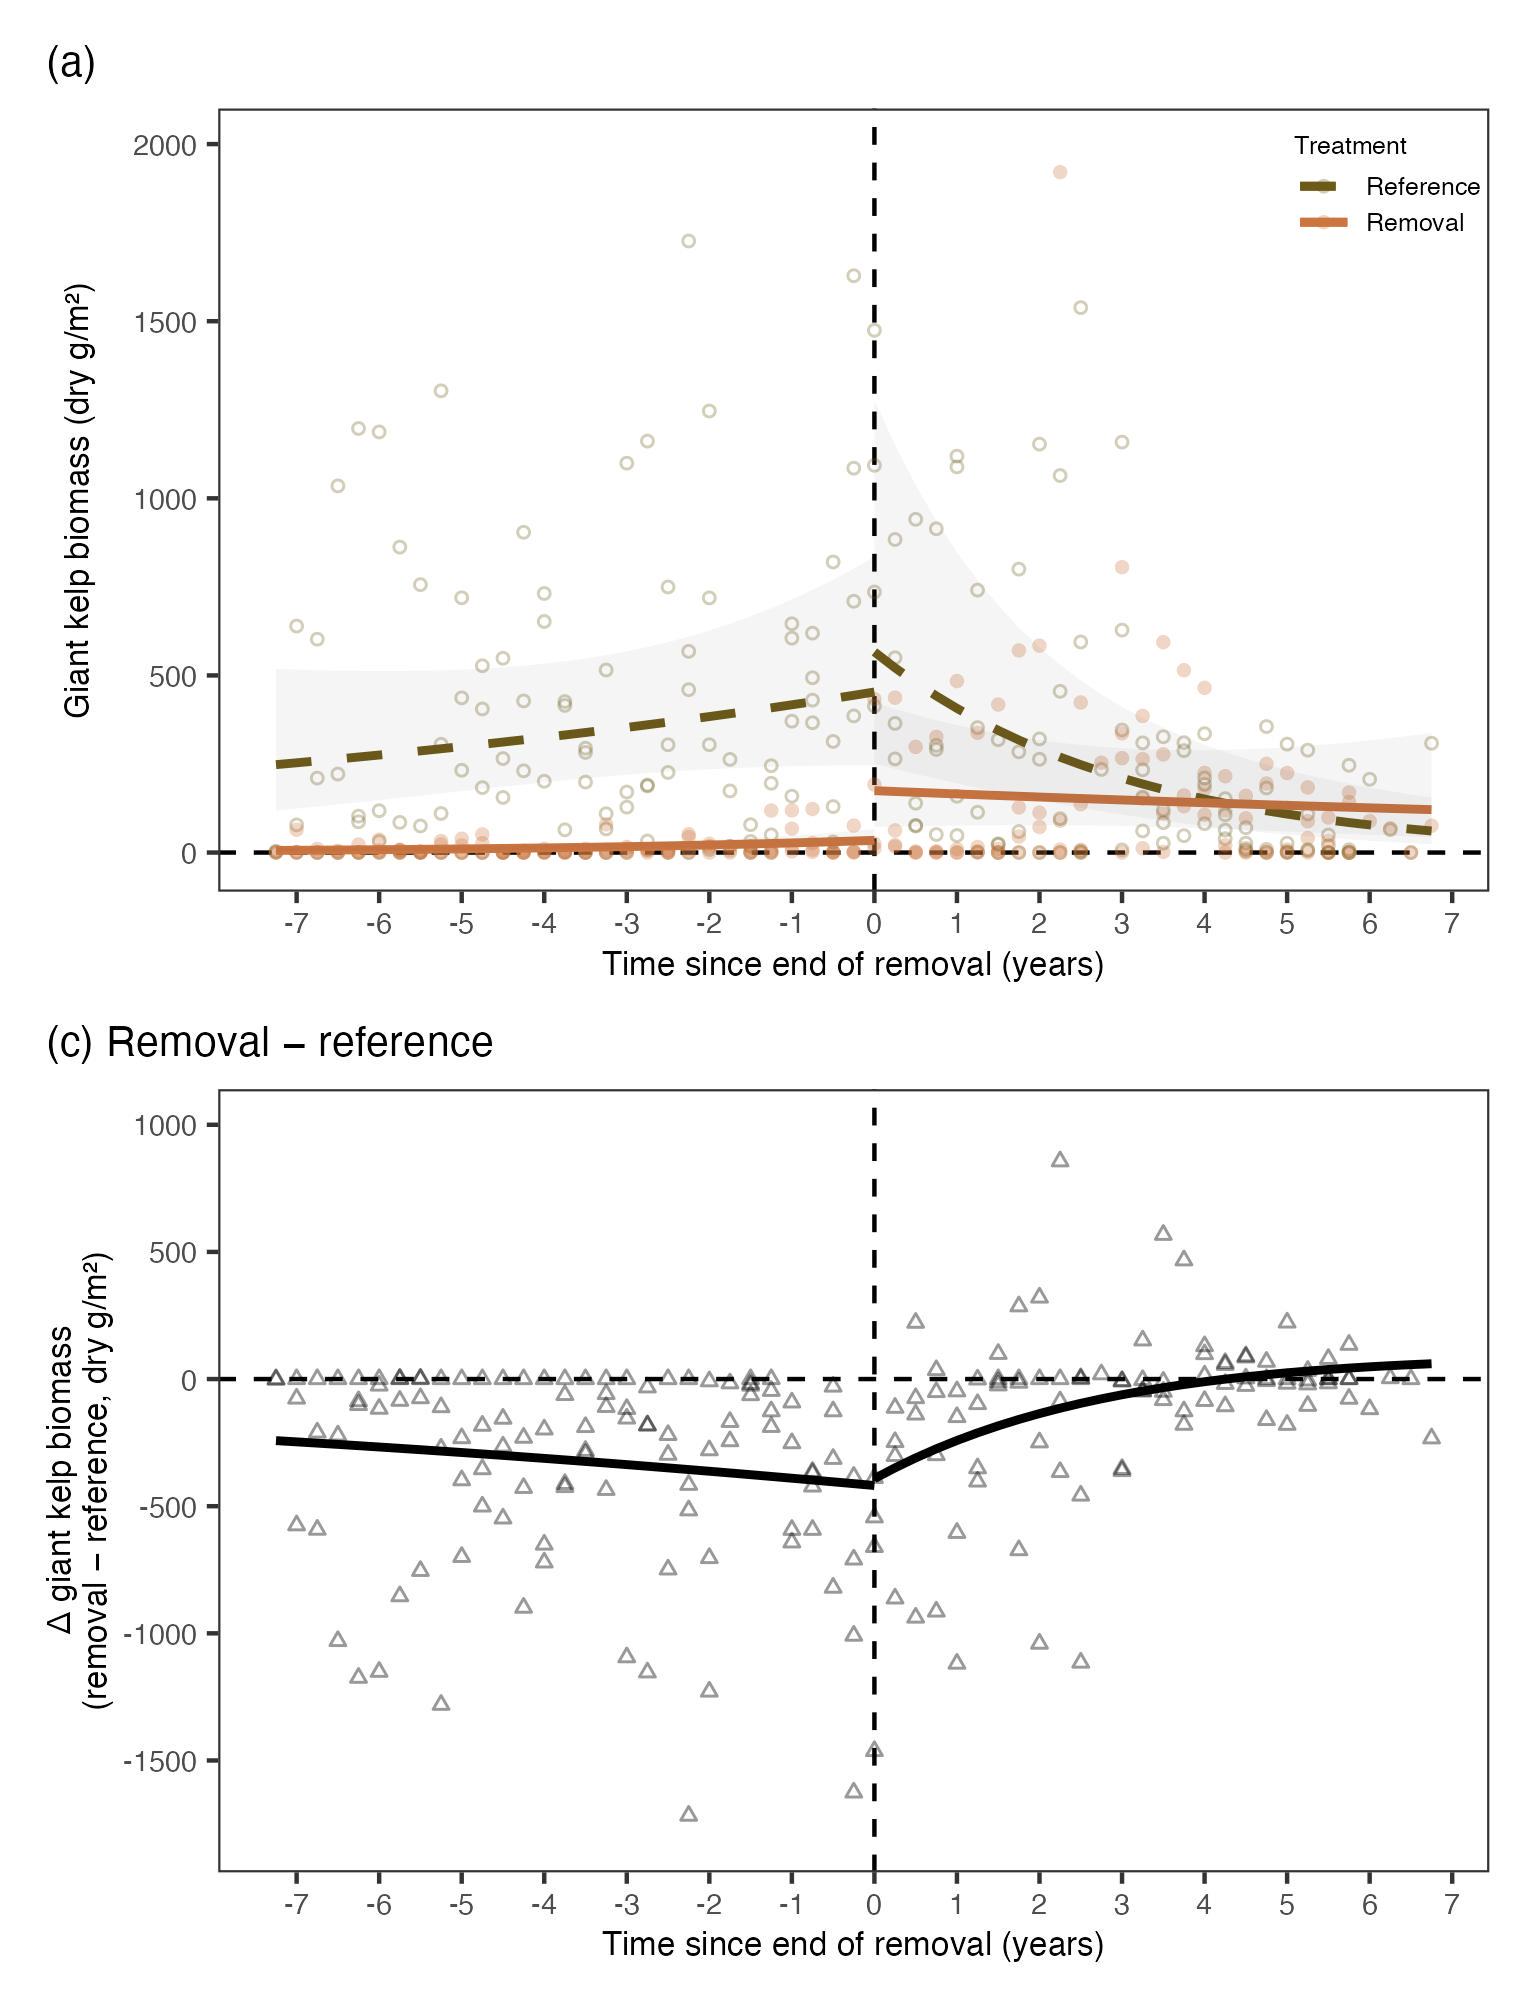 (a)
2000
1500
1000
500
0
Giant kelp biomass (dry g/m²)
Treatment
Reference
Removal
-7 -6 -5 -4 -3 -2 -1 0 1 2 3 4 5 6 7
Time since end of removal (years)
(c) Removal – reference
1000
500
0
-500
-1000
-1500
Δ giant kelp biomass
(removal – reference, dry g/m²)
-7 -6 -5 -4 -3 -2 -1 0 1 2 3 4 5 6 7
Time since end of removal (years)